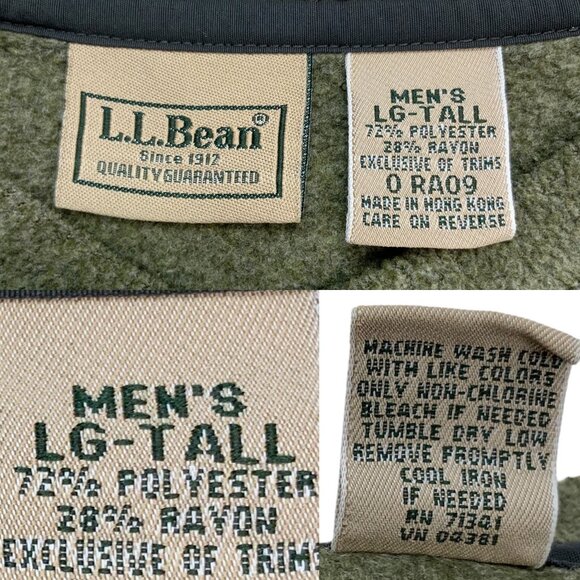 L.L.Bean®
Since 1912
QUALITY GUARANTEED
MEN'S
LG-TALL
72% POLYESTER
28% RAYON
EXCLUSIVE OF TRIMS
0 RA09
MADE IN HONG KONG
CARE ON REVERSE
MEN'S
LG-TALL
72% POLYESTER
28% RAYON
EXCLUSIVE OF TRIMS
MACHINE WASH COLD
WITH LIKE COLORS
ONLY NON-CHLORINE
BLEACH IF NEEDED
TUMBLE DRY LOW
REMOVE PROMPTLY
COOL IRON
IF NEEDED
RN 71341
VN 04381